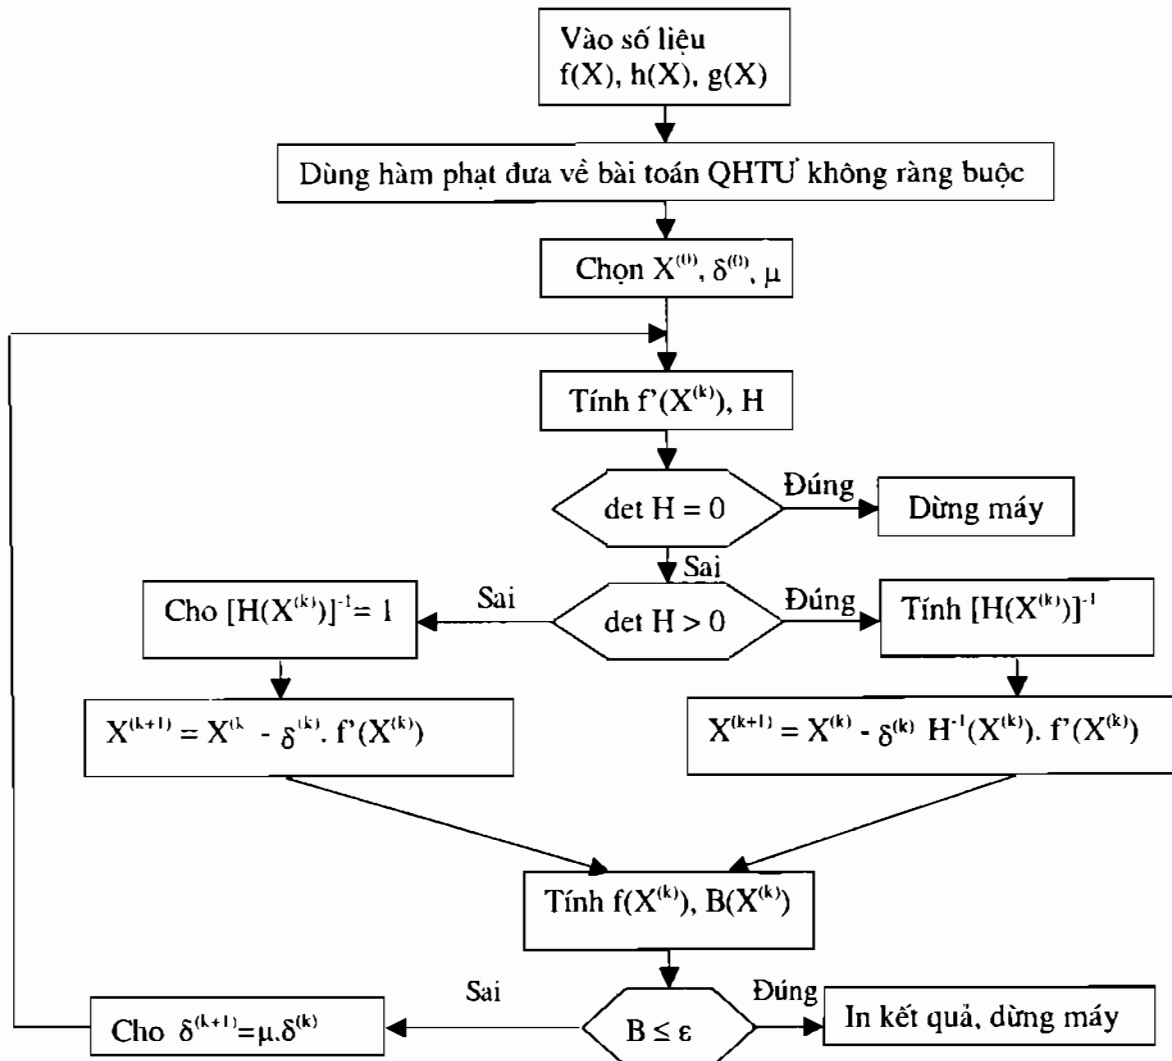 Vào số liệu
f(X), h(X), g(X)
Dùng hàm phạt đưa về bài toán QHTƯ không ràng buộc
Chọn X⁽⁰⁾, δ⁽⁰⁾, μ
Tính f’(X⁽ᵏ⁾), H
det H = 0
Đúng
Dừng máy
Sai
Cho [H(X⁽ᵏ⁾)]⁻¹= 1
Sai
det H > 0
Đúng
Tính [H(X⁽ᵏ⁾)]⁻¹
X⁽ᵏ⁺¹⁾ = X⁽ᵏ - δ⁽ᵏ⁾. f’(X⁽ᵏ⁾)
X⁽ᵏ⁺¹⁾ = X⁽ᵏ⁾ - δ⁽ᵏ⁾ H⁻¹(X⁽ᵏ⁾). f’(X⁽ᵏ⁾)
Tính f(X⁽ᵏ⁾), B(X⁽ᵏ⁾)
Cho δ⁽ᵏ⁺¹⁾=μ.δ⁽ᵏ⁾
Sai
B ≤ ε
Đúng
In kết quả, dừng máy